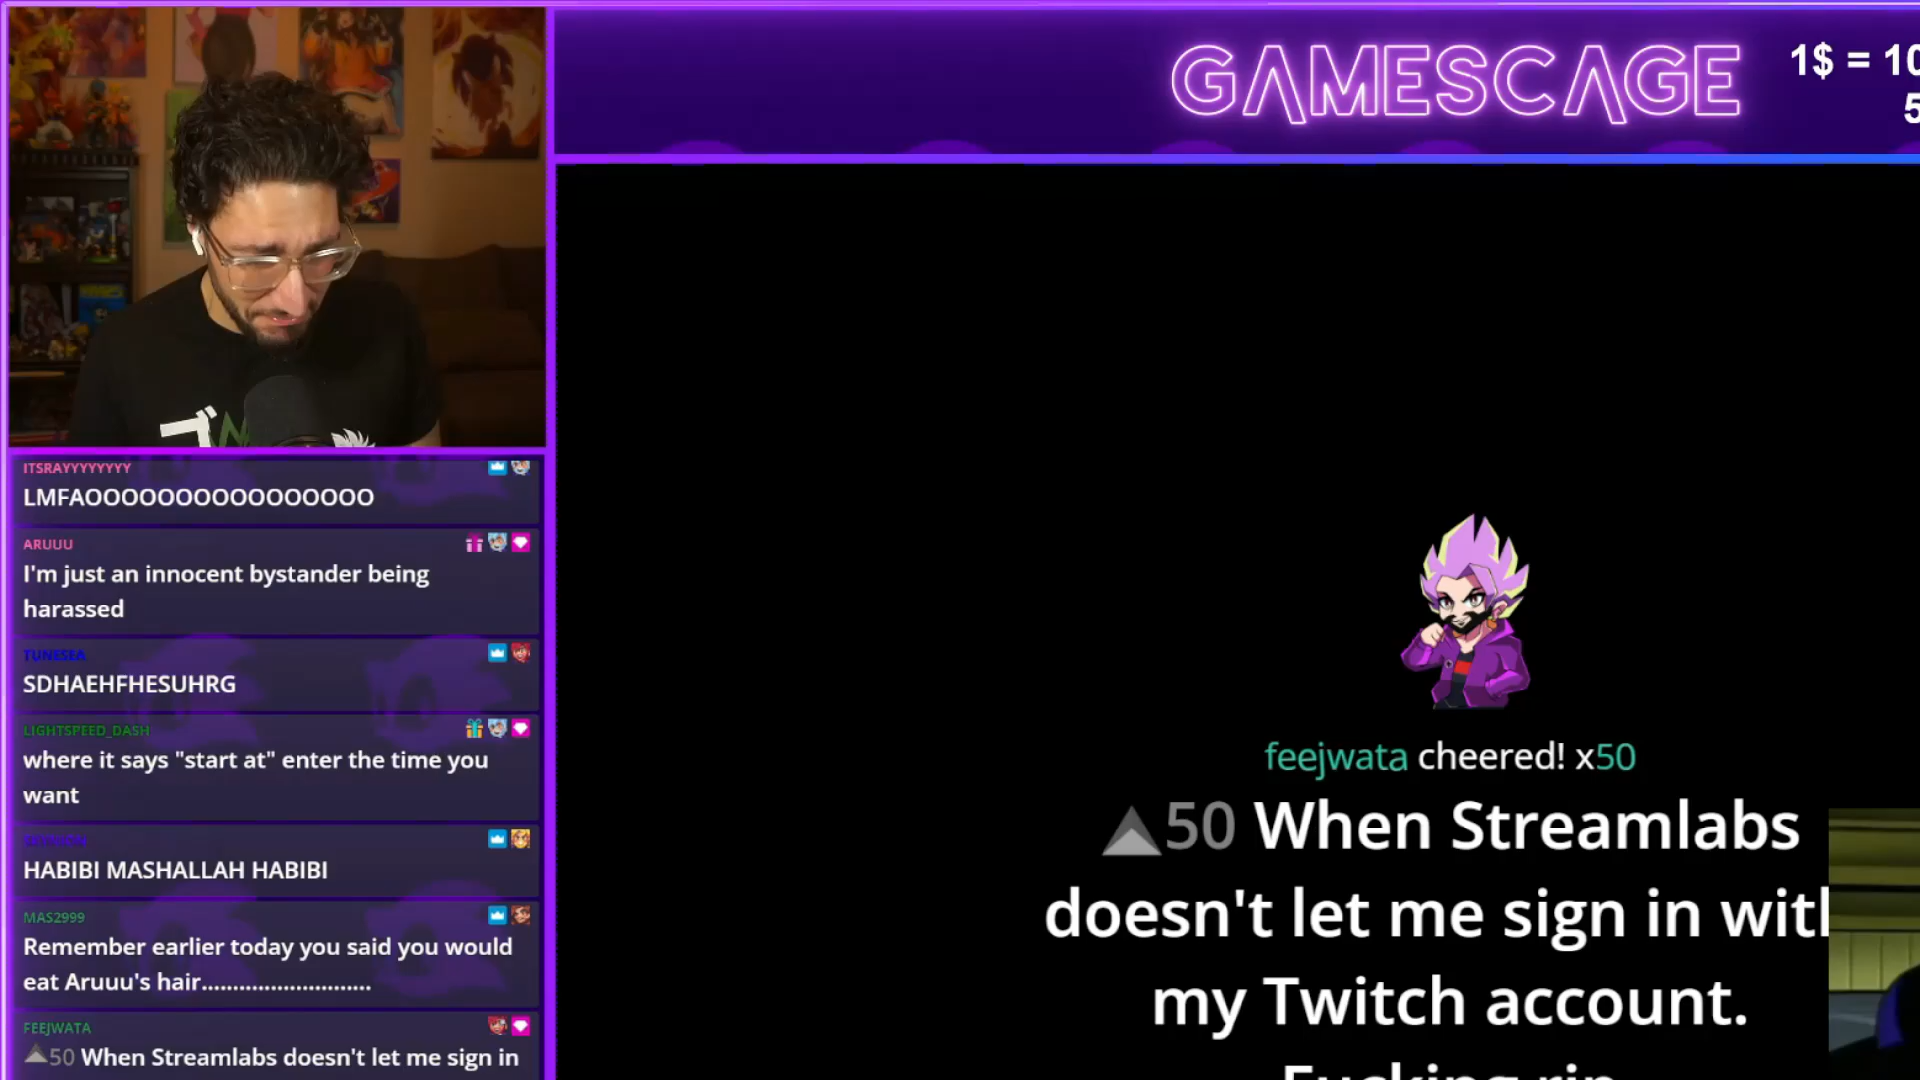 GAMESCAGE
1$ = 10
5
ITSRAYYYYYYYY
LMFAOOOOOOOOOOOOOOOO
ARUUU
I'm just an innocent bystander being
harassed
TUNESEA
SDHAEHFHESUHRG
LIGHTSPEED_DASH
where it says "start at" enter the time you
want
HABIBI MASHALLAH HABIBI
MAS2999
Remember earlier today you said you would
eat Aruuu's hair...........................
FEEJWATA
50 When Streamlabs doesn't let me sign in
feejwata cheered! x50
50 When Streamlabs
doesn't let me sign in with
my Twitch account.
Fucking rip